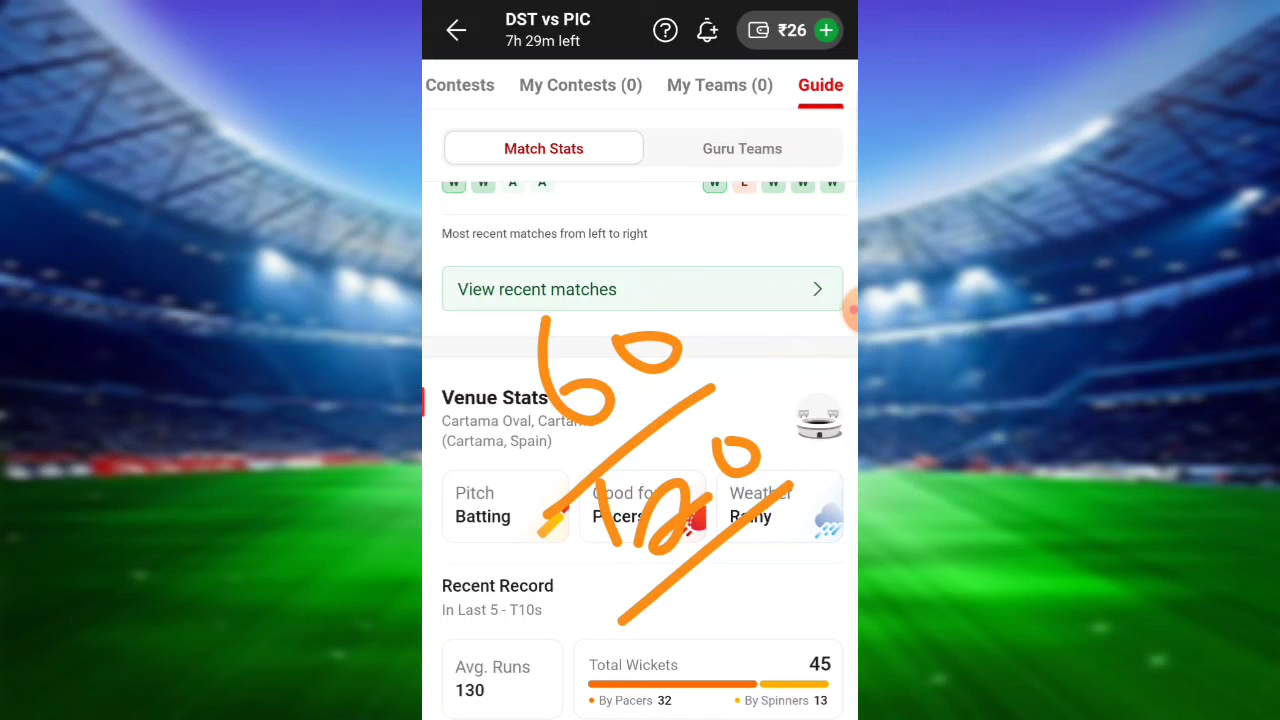 DST vs PIC
7h 29m left
₹26
Contests My Contests (0) My Teams (0) Guide
Match Stats Guru Teams
W W A A W L W W W
Most recent matches from left to right
View recent matches
60
Venue Stats
Cartama Oval,
(Cartama, Spain)
120
Pitch Good for Weather
Batting Pacers Rainy
Recent Record
In Last 5 - T10s
Avg. Runs
130
Total Wickets 45
By Pacers 32 By Spinners 13